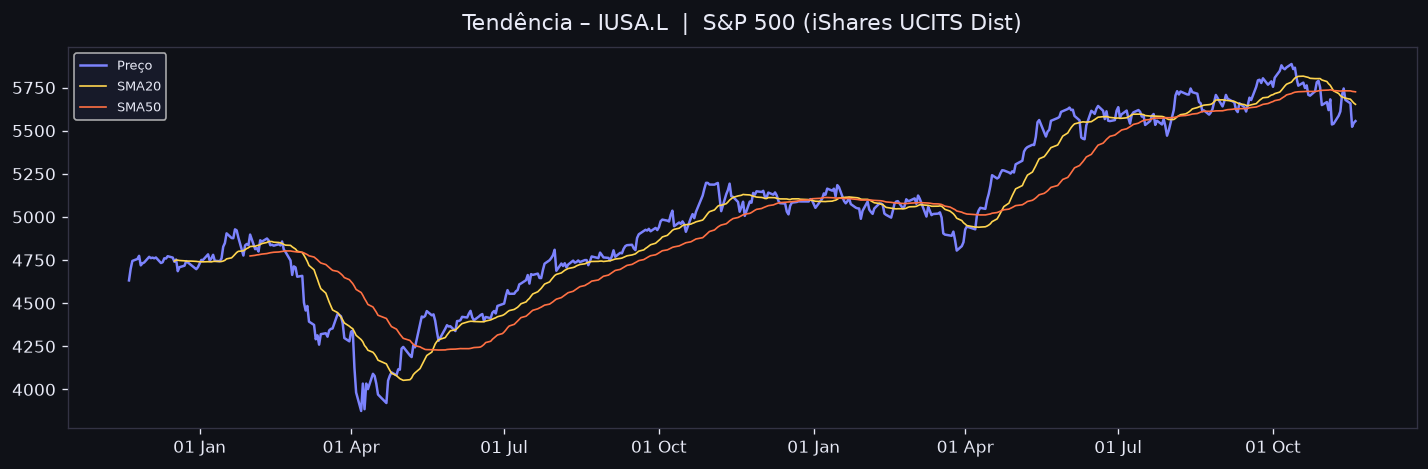 Tendência – IUSA.L | S&P 500 (iShares UCITS Dist)
Preço
SMA20
SMA50
5750
5500
5250
5000
4750
4500
4250
4000
01 Jan 01 Apr 01 Jul 01 Oct 01 Jan 01 Apr 01 Jul 01 Oct